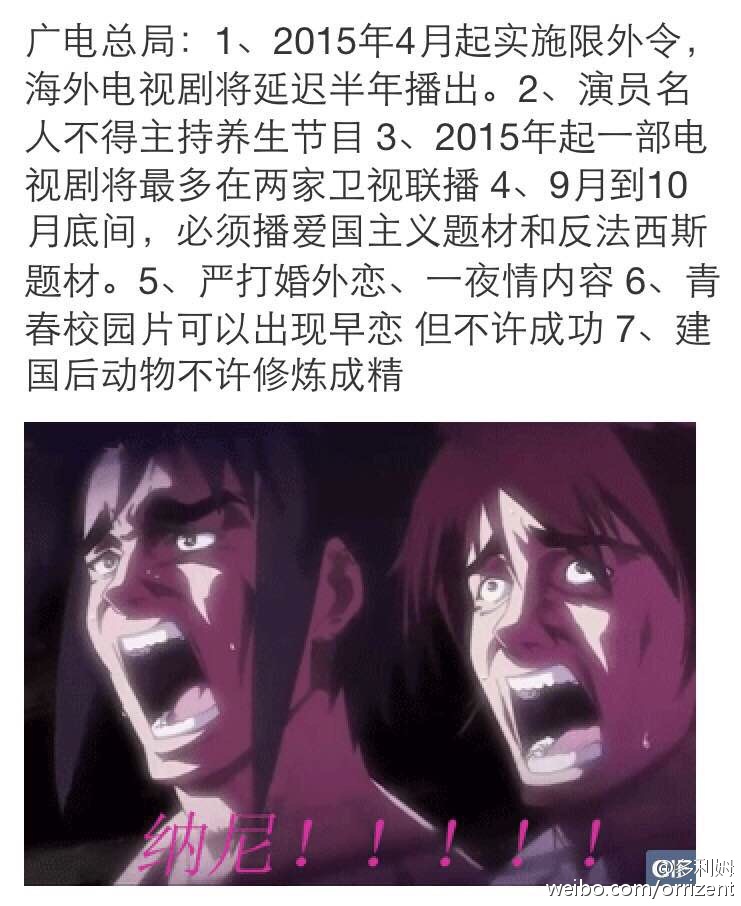 广电总局：1、2015年4月起实施限外令，
海外电视剧将延迟半年播出。2、演员名
人不得主持养生节目 3、2015年起一部电
视剧将最多在两家卫视联播 4、9月到10
月底间，必须播爱国主义题材和反法西斯
题材。5、严打婚外恋、一夜情内容 6、青
春校园片可以出现早恋 但不许成功 7、建
国后动物不许修炼成精
纳尼！！！！！
GIF
weibo.com/orrizent